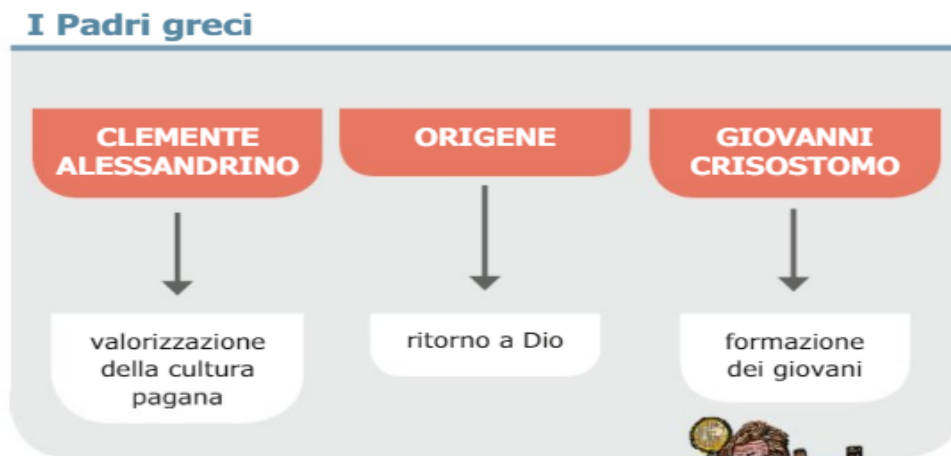 I Padri greci
CLEMENTE
ALESSANDRINO
valorizzazione
della cultura
pagana
ORIGENE
ritorno a Dio
GIOVANNI
CRISOSTOMO
formazione
dei giovani